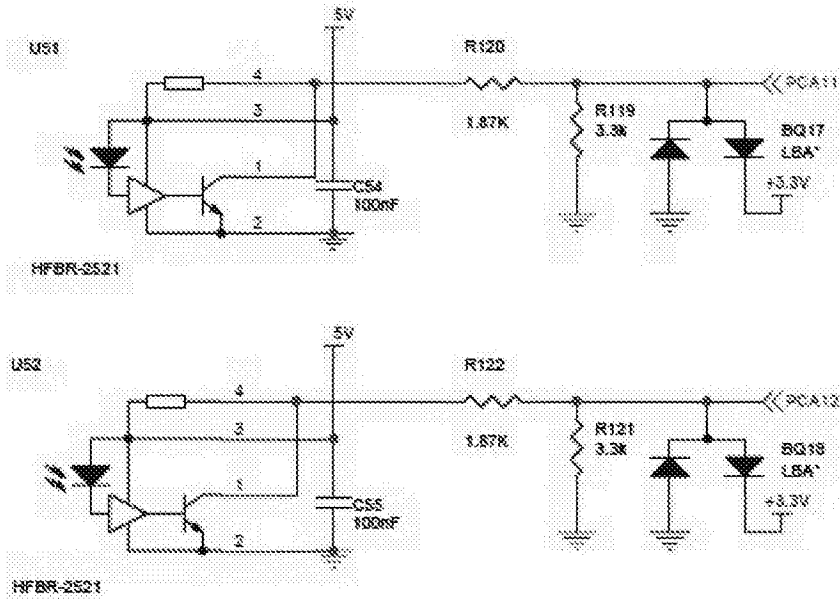 5V
U51
R120
4
PCA11
3
R119
3.3k
1.87K
BQ17
LBA*
1
+3.3V
C54
100nF
2
HFBR-2521
5V
U52
R122
4
PCA12
3
R121
3.3k
1.87K
BQ18
LBA*
1
+3.3V
C55
100nF
2
HFBR-2521